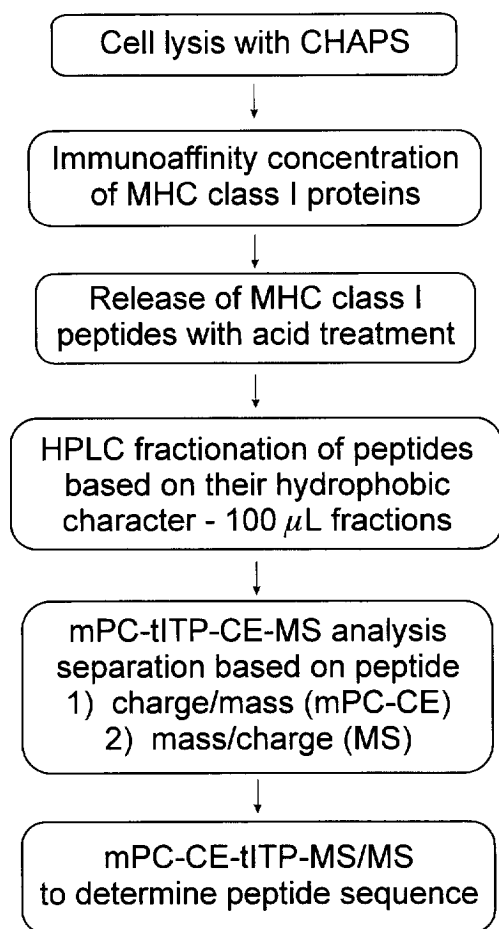 Cell lysis with CHAPS
Immunoaffinity concentration
of MHC class I proteins
Release of MHC class I
peptides with acid treatment
HPLC fractionation of peptides
based on their hydrophobic
character - 100 μL fractions
mPC-tITP-CE-MS analysis
separation based on peptide
1) charge/mass (mPC-CE)
2) mass/charge (MS)
mPC-CE-tITP-MS/MS
to determine peptide sequence